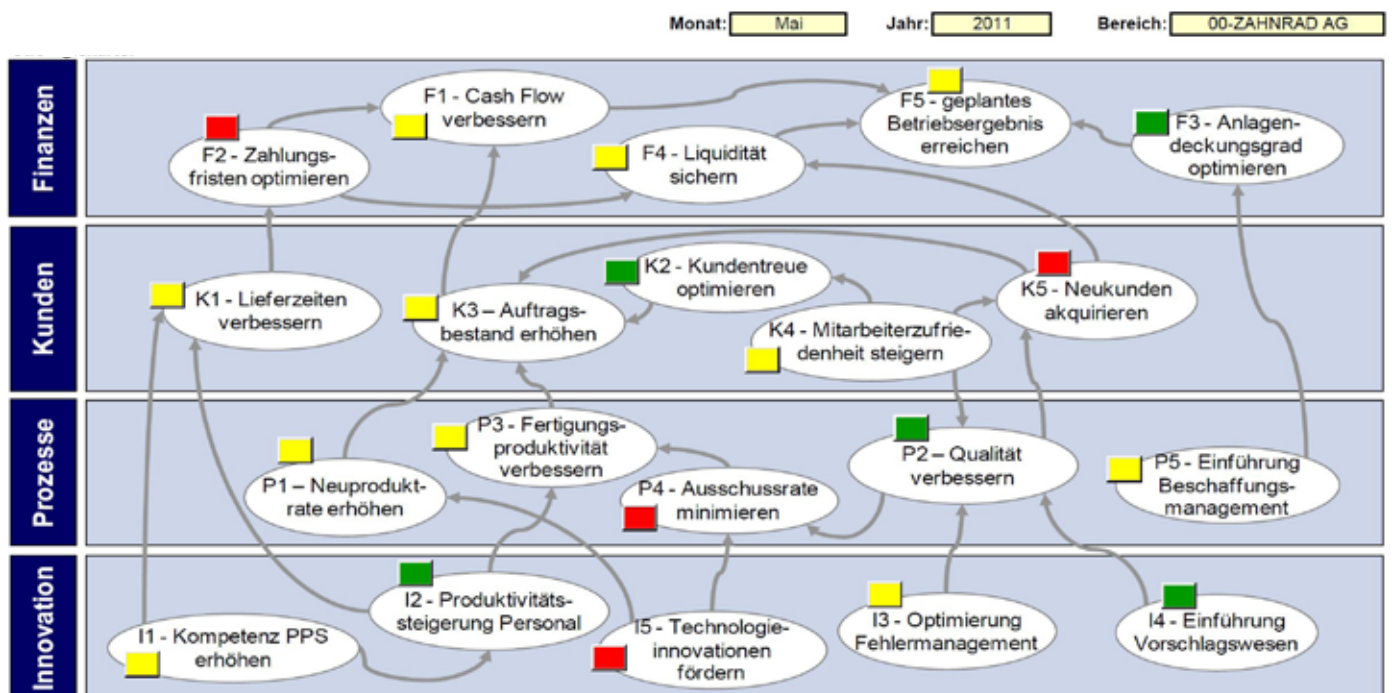 Monat: Mai Jahr: 2011 Bereich: 00-ZAHNRAD AG
Finanzen
F1 - Cash Flow
verbessern
F5 - geplantes
Betriebsergebnis
erreichen
F3 - Anlagen-
deckungsgrad
optimieren
F2 - Zahlungs-
fristen optimieren
F4 - Liquidität
sichern
Kunden
K1 - Lieferzeiten
verbessern
K3 – Auftrags-
bestand erhöhen
K2 - Kundentreue
optimieren
K4 - Mitarbeiterzufrie-
denheit steigern
K5 - Neukunden
akquirieren
Prozesse
P1 – Neuprodukt-
rate erhöhen
P3 - Fertigungs-
produktivität
verbessern
P4 - Ausschussrate
minimieren
P2 – Qualität
verbessern
P5 - Einführung
Beschaffungs-
management
Innovation
I1 - Kompetenz PPS
erhöhen
I2 - Produktivitäts-
steigerung Personal
I5 - Technologie-
innovationen
fördern
I3 - Optimierung
Fehlermanagement
I4 - Einführung
Vorschlagswesen